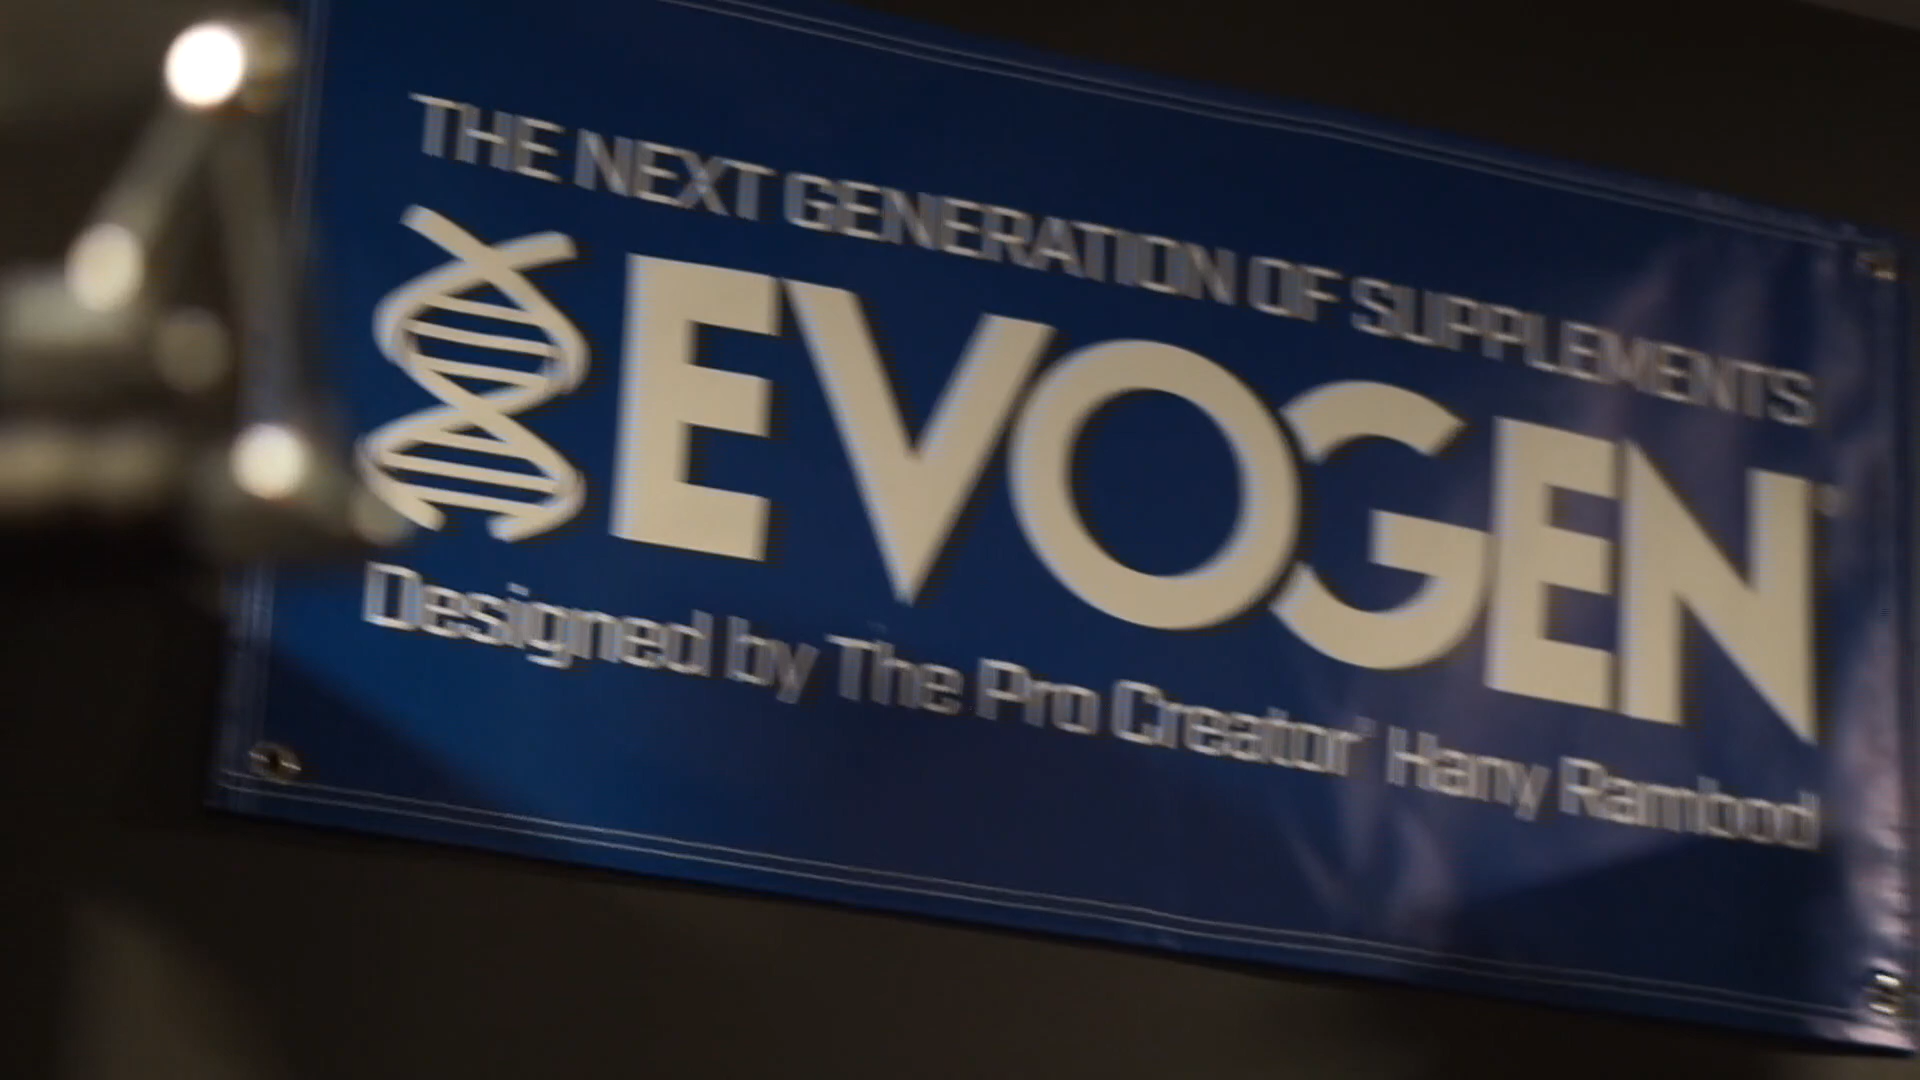 THE NEXT GENERATION OF SUPPLEMENTS
EVOGEN
Designed by The Pro Creator Hany Rambod